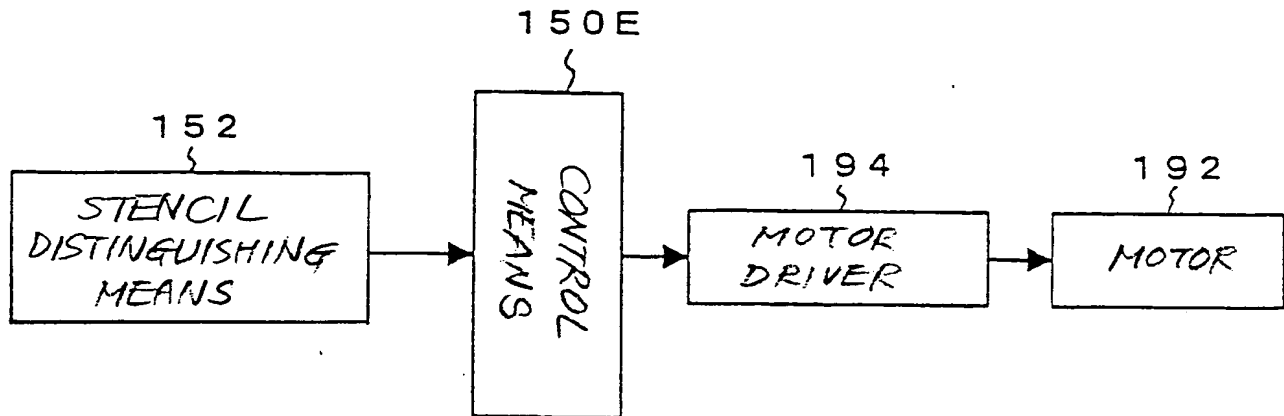 150E
152
STENCIL
DISTINGUISHING
MEANS
CONTROL
MEANS
194
MOTOR
DRIVER
192
MOTOR